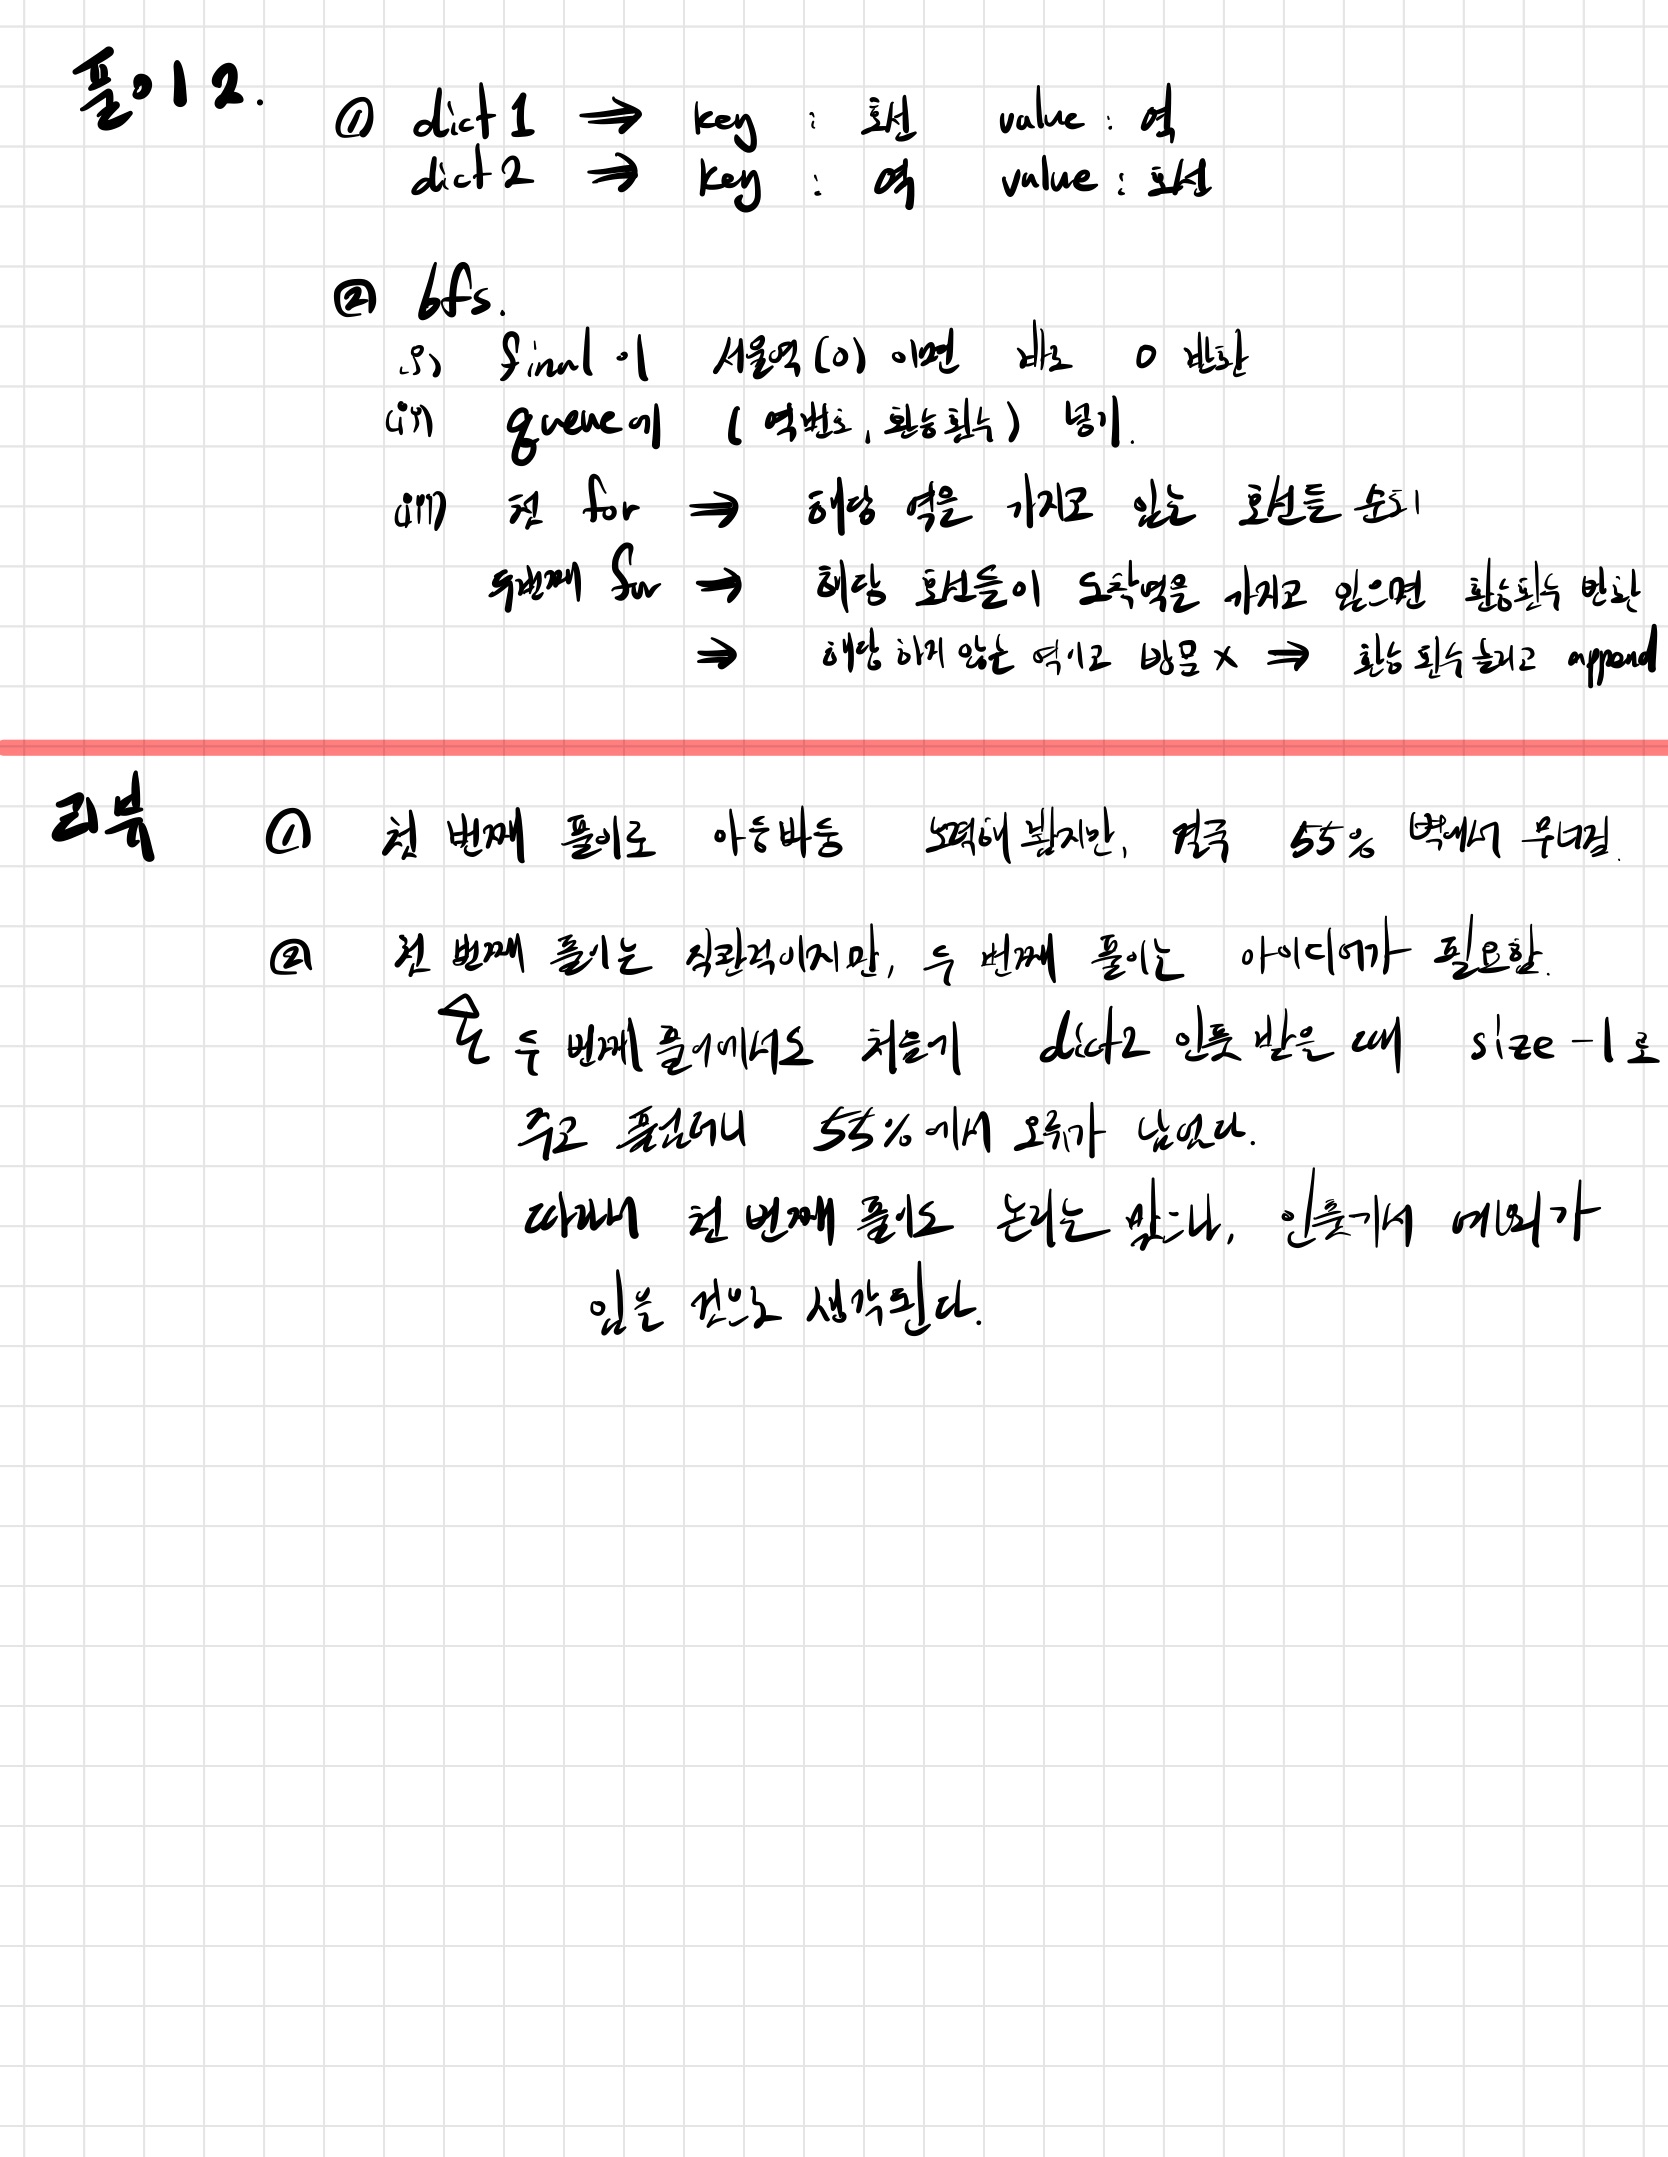 풀이 2.
① dict 1 ⇒ key : 호선 value : 역
dict 2 ⇒ key : 역 value : 호선
② bfs.
(i) final이 서울역(0)이면 바로 0 반환
(ii) queue에 (역번호, 환승횟수) 넣기.
(iii) 첫 for ⇒ 해당 역을 가지고 있는 호선들 순회
두번째 for → 해당 호선들이 도착역을 가지고 있으면 환승횟수 반환
⇒ 해당 하지 않는 역이고 방문 x ⇒ 환승 횟수 늘리고 append
리뷰 ① 첫 번째 풀이로 아둥바둥 노력해 봤지만, 결국 55% 벽에서 무너짐.
② 첫 번째 풀이는 직관적이지만, 두 번째 풀이는 아이디어가 필요함.
두 번째 풀이에서도 처음에 dict2 인풋 받을 때 size -1로
주고 풀었더니 55%에서 오류가 났었다.
따라서 첫 번째 풀이도 논리는 맞으나, 인풋에서 예외가
있을 것으로 생각된다.